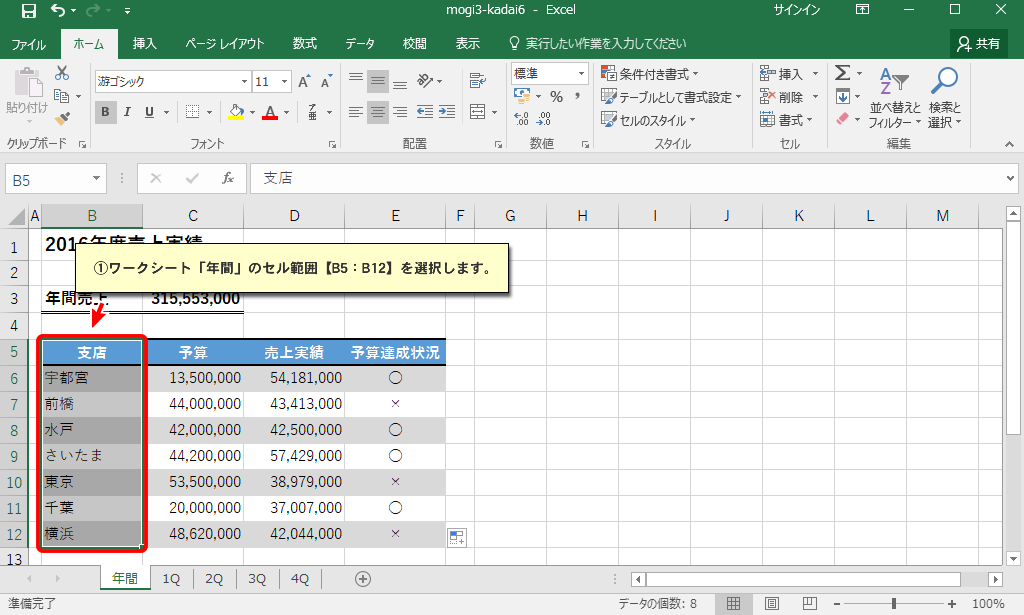 mogi3-kadai6 - Excel
サインイン
ファイル ホーム 挿入 ページ レイアウト 数式 データ 校閲 表示 実行したい作業を入力してください 共有
貼り付け
游ゴシック 11
B I U
標準
% ,
条件付き書式
テーブルとして書式設定
セルのスタイル
挿入
削除
書式
並べ替えと
フィルター
検索と
選択
クリップボード フォント 配置 数値 スタイル セル 編集
B5 fx 支店
A B C D E F G H I J K L M
1 2016年度売上実績
①ワークシート「年間」のセル範囲【B5：B12】を選択します。
2
3 年間売上 315,553,000
4
5 支店 予算 売上実績 予算達成状況
6 宇都宮 13,500,000 54,181,000 ○
7 前橋 44,000,000 43,413,000 ×
8 水戸 42,000,000 42,500,000 ○
9 さいたま 44,200,000 57,429,000 ○
10 東京 53,500,000 38,979,000 ×
11 千葉 20,000,000 37,007,000 ○
12 横浜 48,620,000 42,044,000 ×
13
年間 1Q 2Q 3Q 4Q
準備完了 データの個数: 8 100%